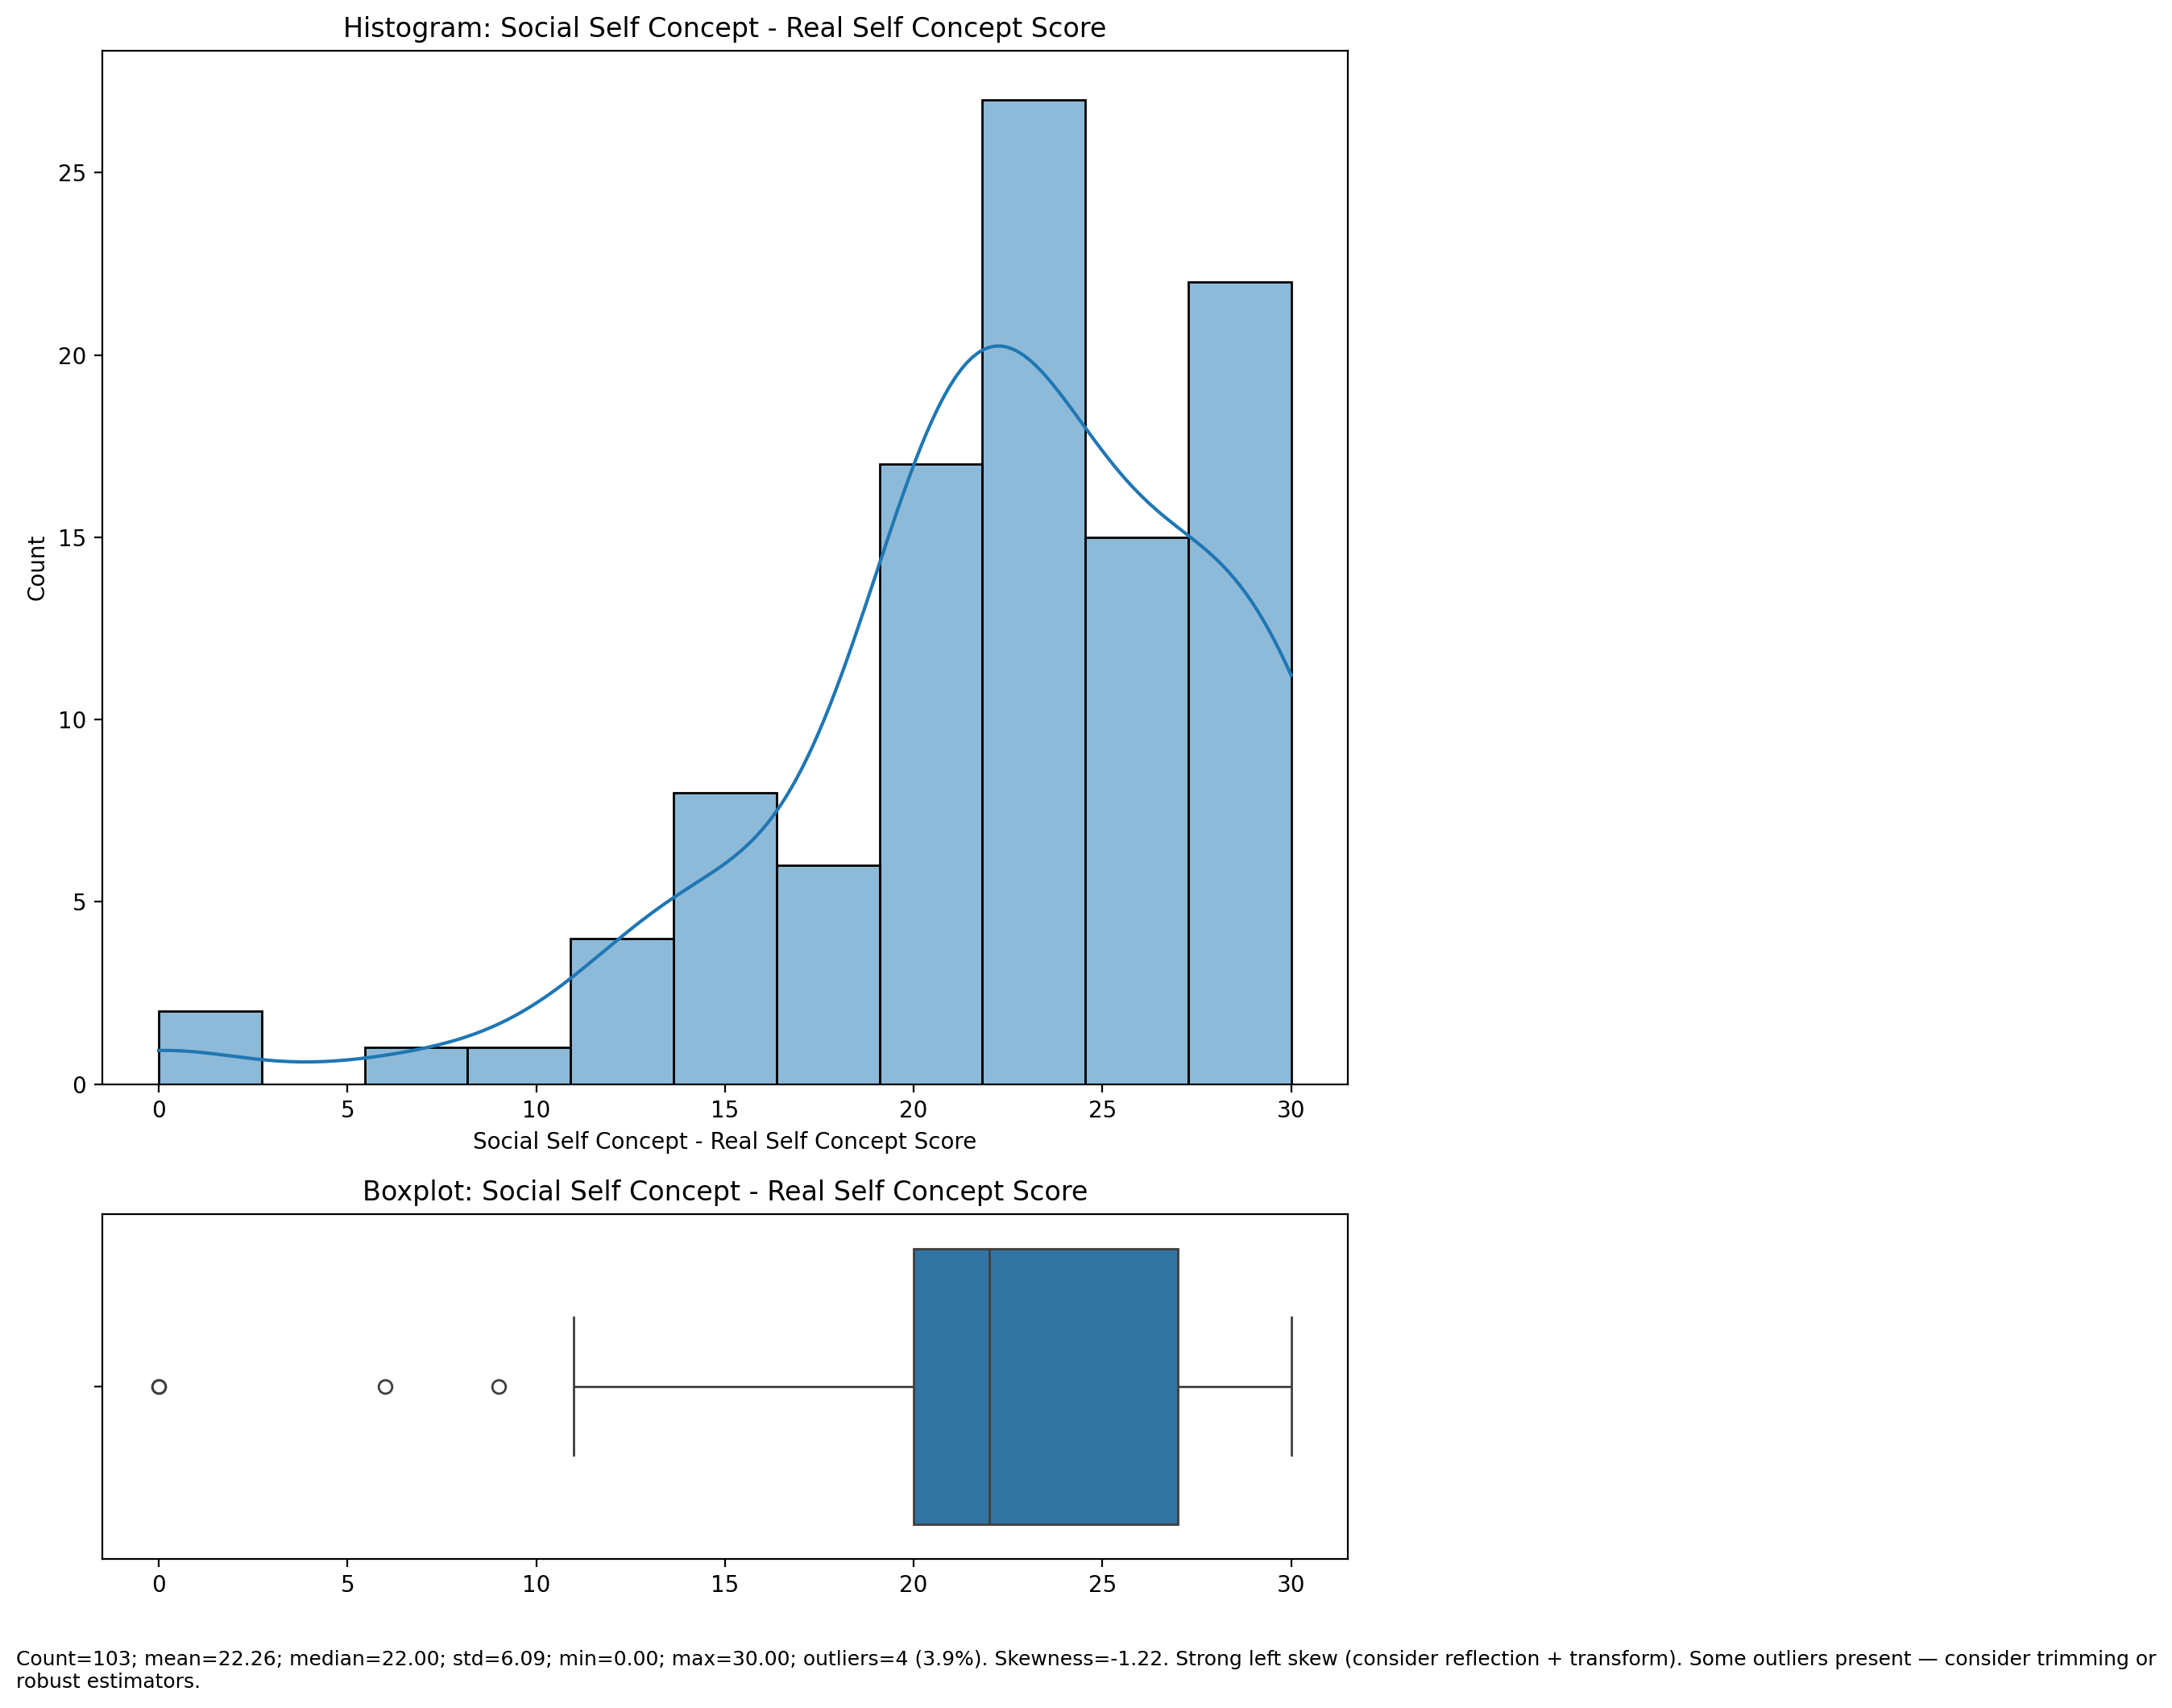 Histogram: Social Self Concept - Real Self Concept Score
25
20
15
10
5
0
Count
0 5 10 15 20 25 30
Social Self Concept - Real Self Concept Score
Boxplot: Social Self Concept - Real Self Concept Score
0 5 10 15 20 25 30
Count=103; mean=22.26; median=22.00; std=6.09; min=0.00; max=30.00; outliers=4 (3.9%). Skewness=-1.22. Strong left skew (consider reflection + transform). Some outliers present — consider trimming or
robust estimators.